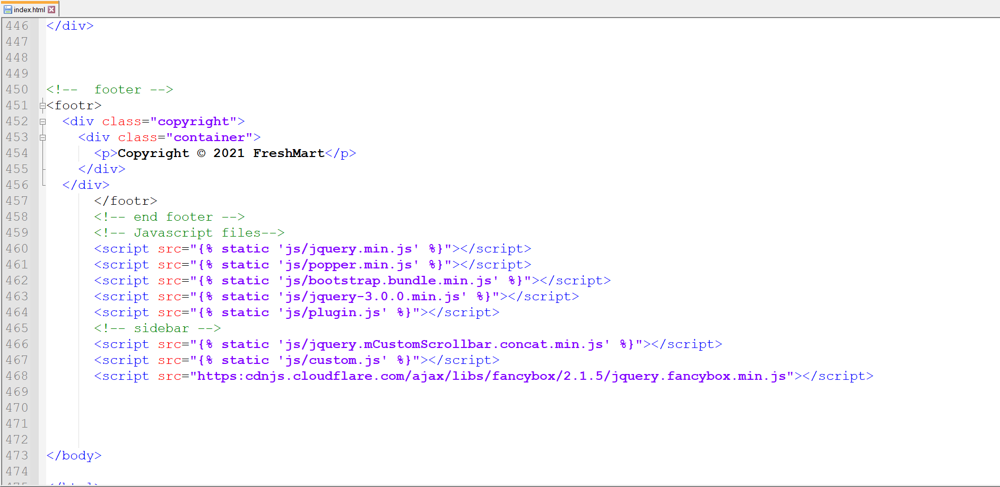 index.html
446 </div>
447
448
449
450 <!--  footer -->
451 <footr>
452   <div class="copyright">
453     <div class="container">
454       <p>Copyright © 2021 FreshMart</p>
455     </div>
456   </div>
457       </footr>
458       <!-- end footer -->
459       <!-- Javascript files-->
460       <script src="{% static 'js/jquery.min.js' %}"></script>
461       <script src="{% static 'js/popper.min.js' %}"></script>
462       <script src="{% static 'js/bootstrap.bundle.min.js' %}"></script>
463       <script src="{% static 'js/jquery-3.0.0.min.js' %}"></script>
464       <script src="{% static 'js/plugin.js' %}"></script>
465       <!-- sidebar -->
466       <script src="{% static 'js/jquery.mCustomScrollbar.concat.min.js' %}"></script>
467       <script src="{% static 'js/custom.js' %}"></script>
468       <script src="https:cdnjs.cloudflare.com/ajax/libs/fancybox/2.1.5/jquery.fancybox.min.js"></script>
469
470
471
472
473 </body>
474